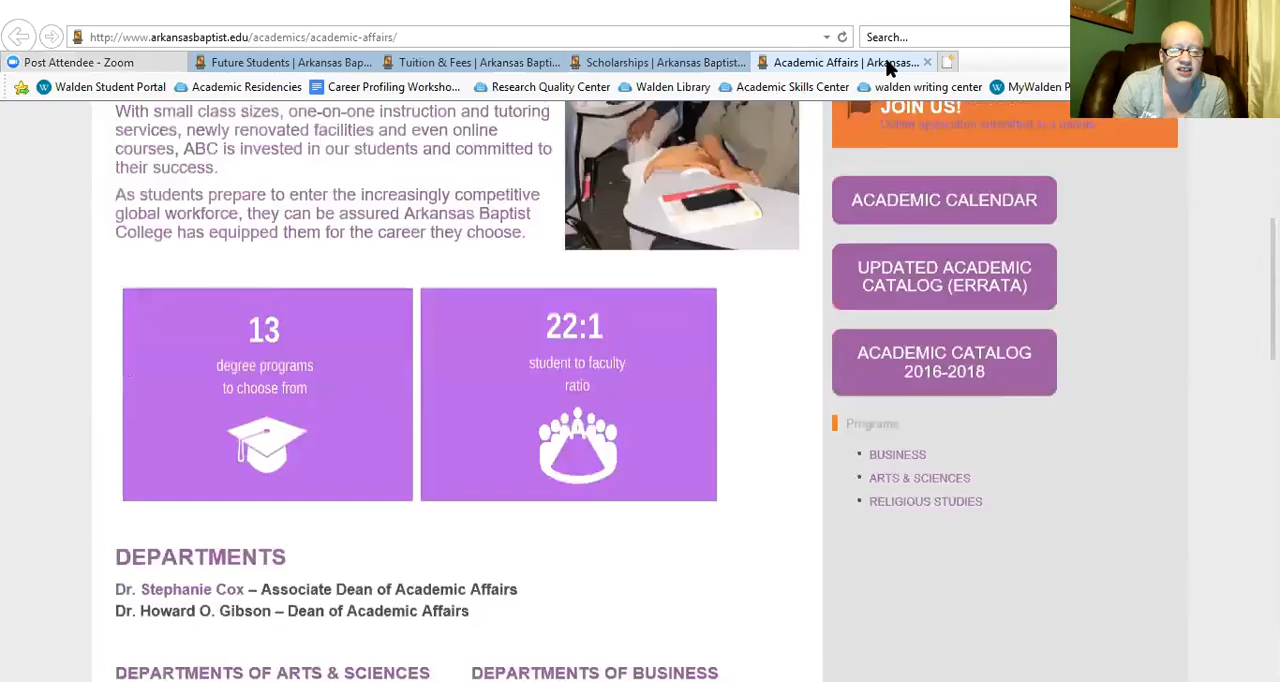 http://www.arkansasbaptist.edu/academics/academic-affairs/
Search...
Post Attendee - Zoom
Future Students | Arkansas Bap...
Tuition & Fees | Arkansas Bapti...
Scholarships | Arkansas Baptist...
Academic Affairs | Arkansas...
Walden Student Portal
Academic Residencies
Career Profiling Worksho...
Research Quality Center
Walden Library
Academic Skills Center
walden writing center
MyWalden P
With small class sizes, one-on-one instruction and tutoring
services, newly renovated facilities and even online
courses, ABC is invested in our students and committed to
their success.
As students prepare to enter the increasingly competitive
global workforce, they can be assured Arkansas Baptist
College has equipped them for the career they choose.
13
degree programs
to choose from
22:1
student to faculty
ratio
DEPARTMENTS
Dr. Stephanie Cox – Associate Dean of Academic Affairs
Dr. Howard O. Gibson – Dean of Academic Affairs
DEPARTMENTS OF ARTS & SCIENCES
DEPARTMENTS OF BUSINESS
JOIN US!
Online application submitted in a minute
ACADEMIC CALENDAR
UPDATED ACADEMIC
CATALOG (ERRATA)
ACADEMIC CATALOG
2016-2018
Programs
BUSINESS
ARTS & SCIENCES
RELIGIOUS STUDIES